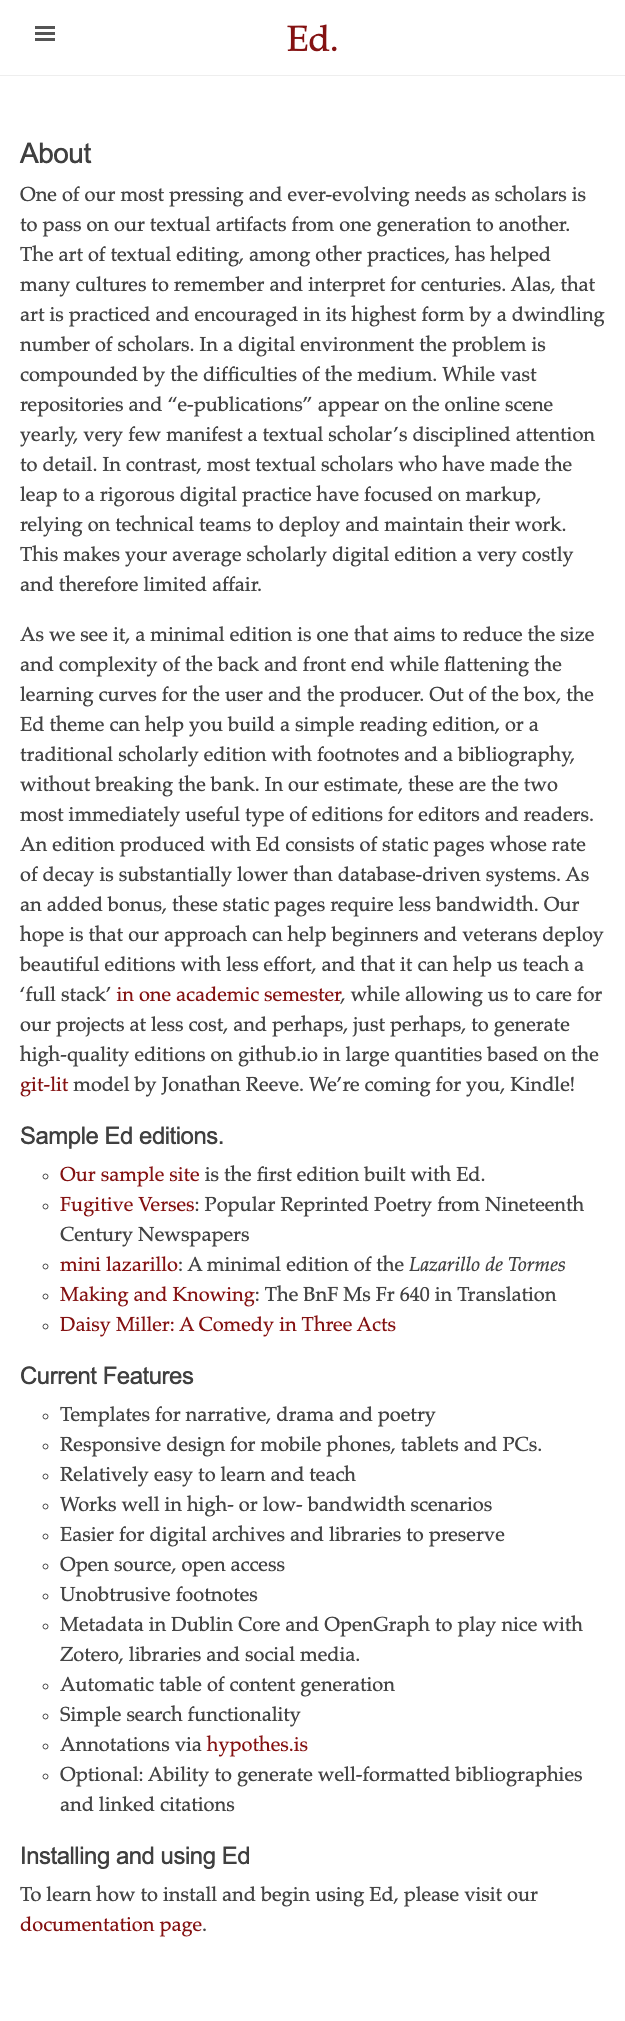 Ed.
About
One of our most pressing and ever-evolving needs as scholars is
to pass on our textual artifacts from one generation to another.
The art of textual editing, among other practices, has helped
many cultures to remember and interpret for centuries. Alas, that
art is practiced and encouraged in its highest form by a dwindling
number of scholars. In a digital environment the problem is
compounded by the difficulties of the medium. While vast
repositories and “e-publications” appear on the online scene
yearly, very few manifest a textual scholar’s disciplined attention
to detail. In contrast, most textual scholars who have made the
leap to a rigorous digital practice have focused on markup,
relying on technical teams to deploy and maintain their work.
This makes your average scholarly digital edition a very costly
and therefore limited affair.
As we see it, a minimal edition is one that aims to reduce the size
and complexity of the back and front end while flattening the
learning curves for the user and the producer. Out of the box, the
Ed theme can help you build a simple reading edition, or a
traditional scholarly edition with footnotes and a bibliography,
without breaking the bank. In our estimate, these are the two
most immediately useful type of editions for editors and readers.
An edition produced with Ed consists of static pages whose rate
of decay is substantially lower than database-driven systems. As
an added bonus, these static pages require less bandwidth. Our
hope is that our approach can help beginners and veterans deploy
beautiful editions with less effort, and that it can help us teach a
‘full stack’ in one academic semester, while allowing us to care for
our projects at less cost, and perhaps, just perhaps, to generate
high-quality editions on github.io in large quantities based on the
git-lit model by Jonathan Reeve. We’re coming for you, Kindle!
Sample Ed editions.
◦ Our sample site is the first edition built with Ed.
◦ Fugitive Verses: Popular Reprinted Poetry from Nineteenth
Century Newspapers
◦ mini lazarillo: A minimal edition of the Lazarillo de Tormes
◦ Making and Knowing: The BnF Ms Fr 640 in Translation
◦ Daisy Miller: A Comedy in Three Acts
Current Features
◦ Templates for narrative, drama and poetry
◦ Responsive design for mobile phones, tablets and PCs.
◦ Relatively easy to learn and teach
◦ Works well in high- or low- bandwidth scenarios
◦ Easier for digital archives and libraries to preserve
◦ Open source, open access
◦ Unobtrusive footnotes
◦ Metadata in Dublin Core and OpenGraph to play nice with
Zotero, libraries and social media.
◦ Automatic table of content generation
◦ Simple search functionality
◦ Annotations via hypothes.is
◦ Optional: Ability to generate well-formatted bibliographies
and linked citations
Installing and using Ed
To learn how to install and begin using Ed, please visit our
documentation page.